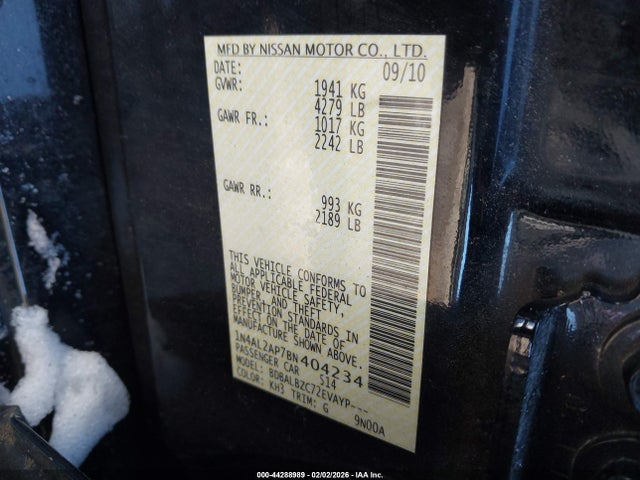 MFD BY NISSAN MOTOR CO., LTD.
DATE: 09/10
GVWR: 1941 KG
4279 LB
GAWR FR.: 1017 KG
2242 LB
GAWR RR.: 993 KG
2189 LB
THIS VEHICLE CONFORMS TO
ALL APPLICABLE FEDERAL
MOTOR VEHICLE SAFETY,
BUMPER, AND THEFT
PREVENTION STANDARDS IN
EFFECT ON THE DATE OF
MANUFACTURE SHOWN ABOVE.
1N4AL2AP7BN404234
PASSENGER CAR S14
MODEL: BDBALBZC72EVAYP---
COLOR: KH3 TRIM: G 9N00A
000-44288989 - 02/02/2026 - IAA Inc.